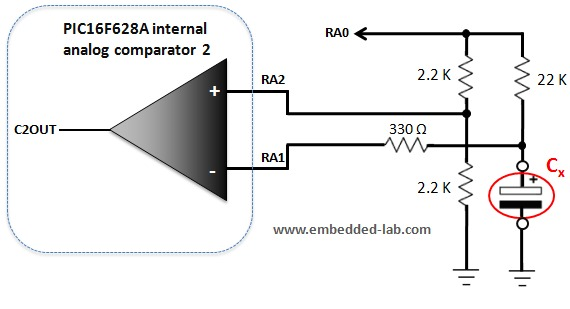 PIC16F628A internal
analog comparator 2
RA0
2.2 K
22 K
+
RA2
C2OUT
330 Ω
RA1
-
Cx
+
2.2 K
www.embedded-lab.com